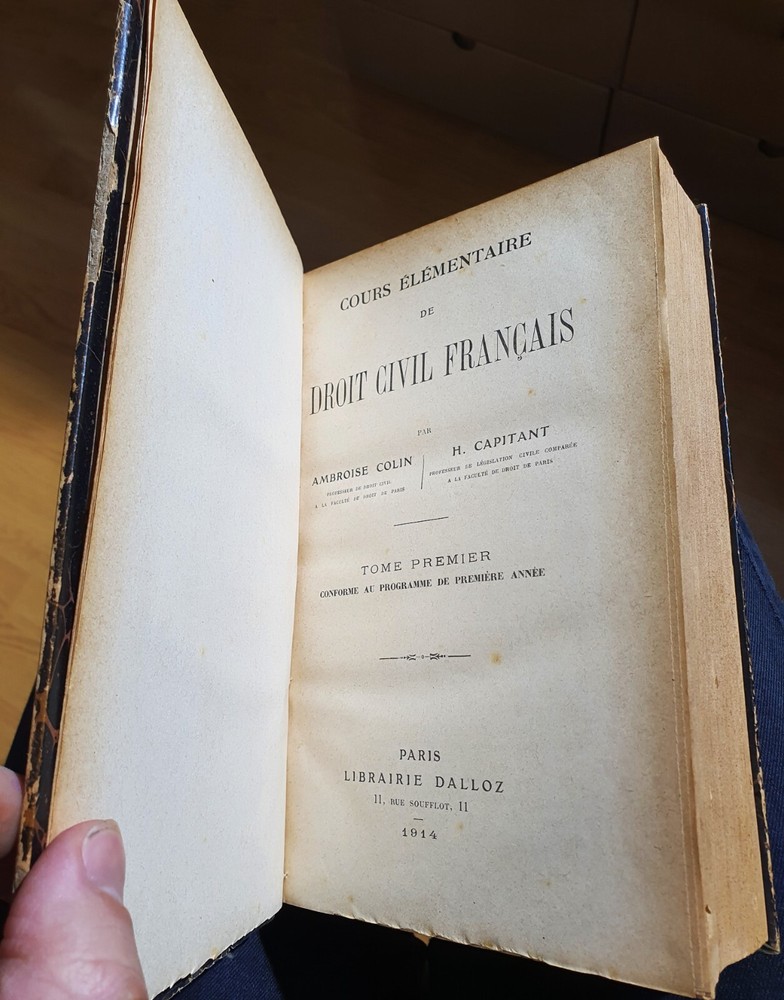 COURS ÉLÉMENTAIRE
DE
DROIT CIVIL FRANÇAIS
PAR
AMBROISE COLIN
PROFESSEUR DE DROIT CIVIL
A LA FACULTÉ DE DROIT DE PARIS
H. CAPITANT
PROFESSEUR DE LÉGISLATION CIVILE COMPARÉE
A LA FACULTÉ DE DROIT DE PARIS
TOME PREMIER
CONFORME AU PROGRAMME DE PREMIÈRE ANNÉE
PARIS
LIBRAIRIE DALLOZ
11, RUE SOUFFLOT, 11
1914